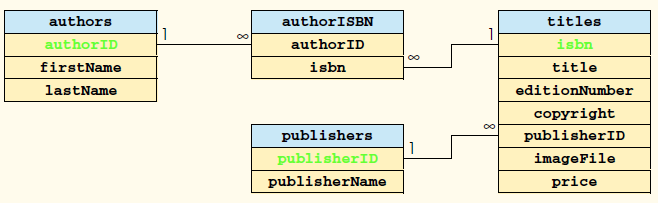 authors
authorID
firstName
lastName
1
∞
authorISBN
authorID
isbn
∞
1
titles
isbn
title
editionNumber
copyright
publisherID
imageFile
price
publishers
publisherID
publisherName
1
∞